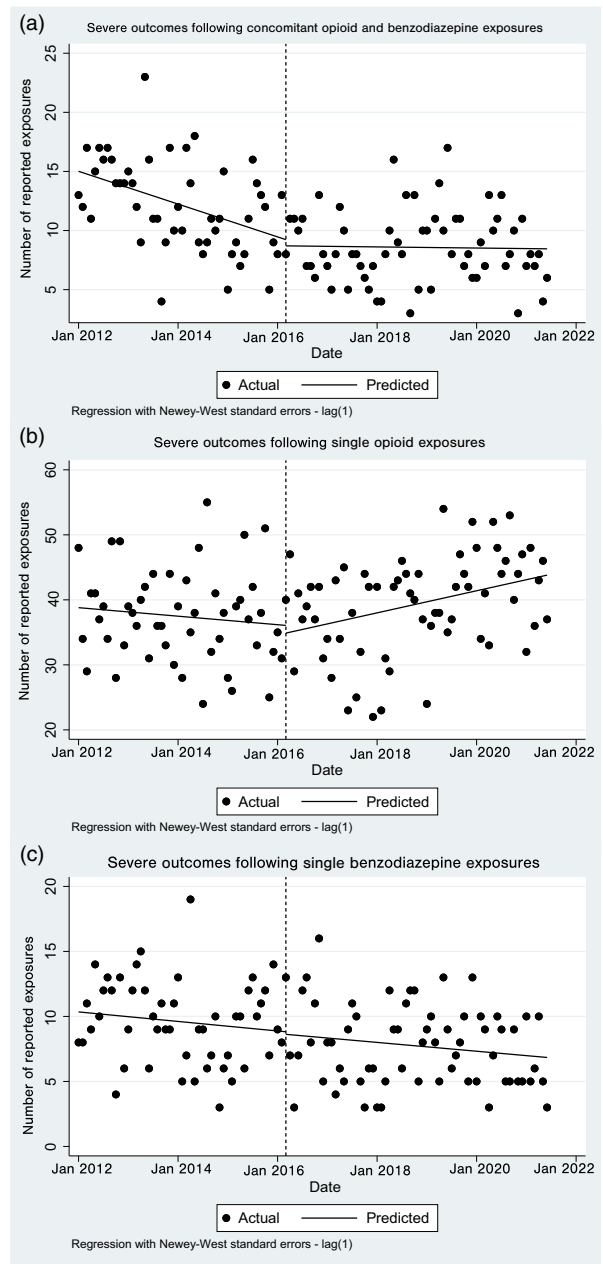 (a)
Severe outcomes following concomitant opioid and benzodiazepine exposures
Number of reported exposures
25
20
15
10
5
Jan 2012 Jan 2014 Jan 2016 Jan 2018 Jan 2020 Jan 2022
Date
Actual Predicted
Regression with Newey-West standard errors - lag(1)
(b)
Severe outcomes following single opioid exposures
Number of reported exposures
60
50
40
30
20
Jan 2012 Jan 2014 Jan 2016 Jan 2018 Jan 2020 Jan 2022
Date
Actual Predicted
Regression with Newey-West standard errors - lag(1)
(c)
Severe outcomes following single benzodiazepine exposures
Number of reported exposures
20
15
10
5
0
Jan 2012 Jan 2014 Jan 2016 Jan 2018 Jan 2020 Jan 2022
Date
Actual Predicted
Regression with Newey-West standard errors - lag(1)